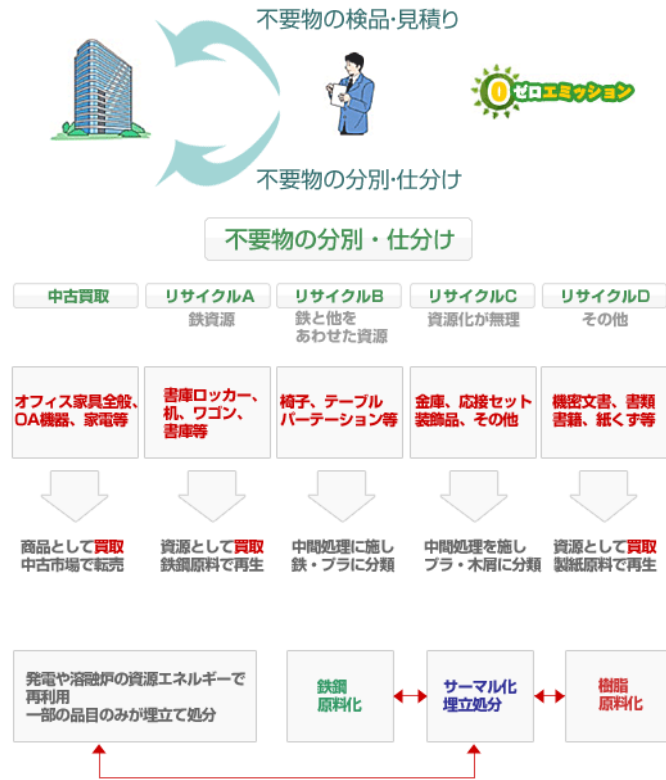 不要物の検品・見積り
0ゼロエミッション
不要物の分別・仕分け
不要物の分別・仕分け
中古買取
リサイクルA
鉄資源
リサイクルB
鉄と他を
あわせた資源
リサイクルC
資源化が無理
リサイクルD
その他
オフィス家具全般、
OA機器、家電等
書庫ロッカー、
机、ワゴン、
書庫等
椅子、テーブル
パーテーション等
金庫、応接セット
装飾品、その他
機密文書、書類
書籍、紙くず等
商品として買取
中古市場で転売
資源として買取
鉄鋼原料で再生
中間処理に施し
鉄・プラに分類
中間処理を施し
プラ・木屑に分類
資源として買取
製紙原料で再生
発電や溶融炉の資源エネルギーで
再利用
一部の品目のみが埋立て処分
鉄鋼
原料化
サーマル化
埋立処分
樹脂
原料化